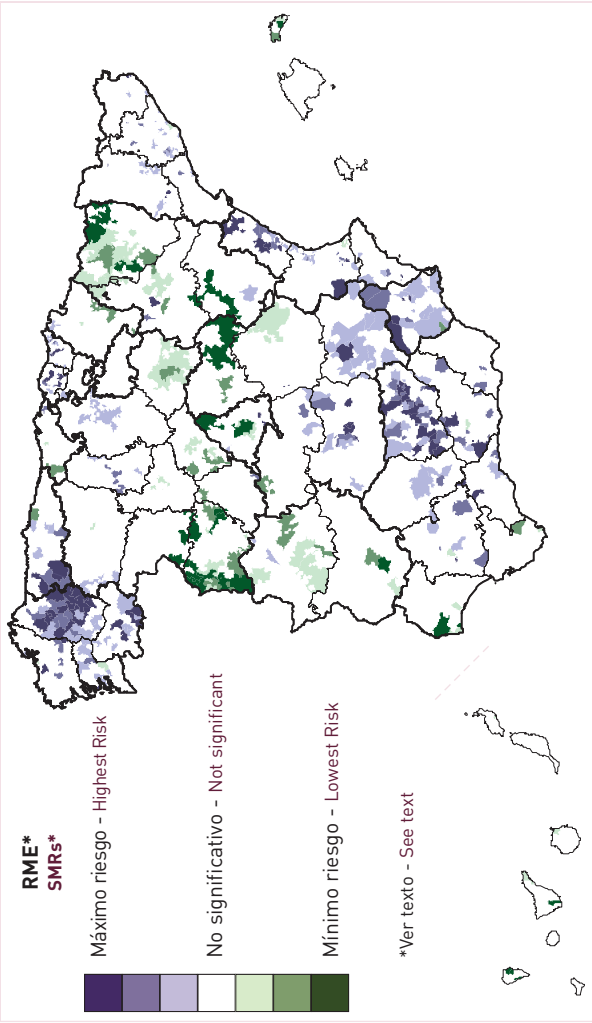 RME*
SMRs*
Máximo riesgo - Highest Risk
No significativo - Not significant
Mínimo riesgo - Lowest Risk
*Ver texto - See text